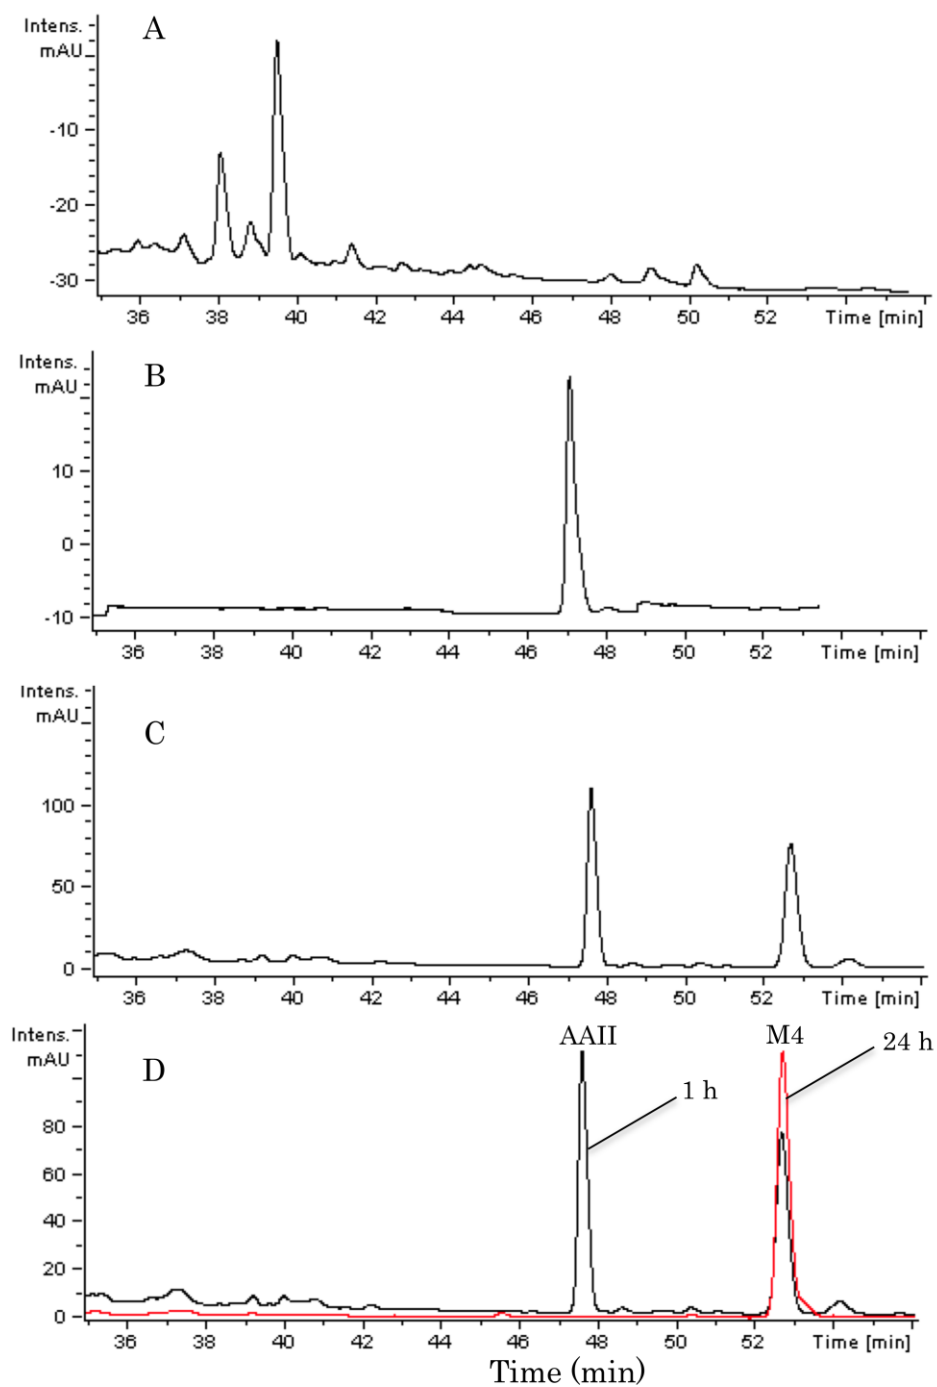 Intens.
mAU
A
-10
-20
-30
36 38 40 42 44 46 48 50 52 Time [min]
Intens.
mAU
B
10
0
-10
36 38 40 42 44 46 48 50 52 Time [min]
Intens.
mAU
C
100
50
0
36 38 40 42 44 46 48 50 52 Time [min]
Intens.
mAU
D
AAII
M4
24 h
1 h
80
60
40
20
0
36 38 40 42 44 46 48 50 52 Time [min]
Time (min)